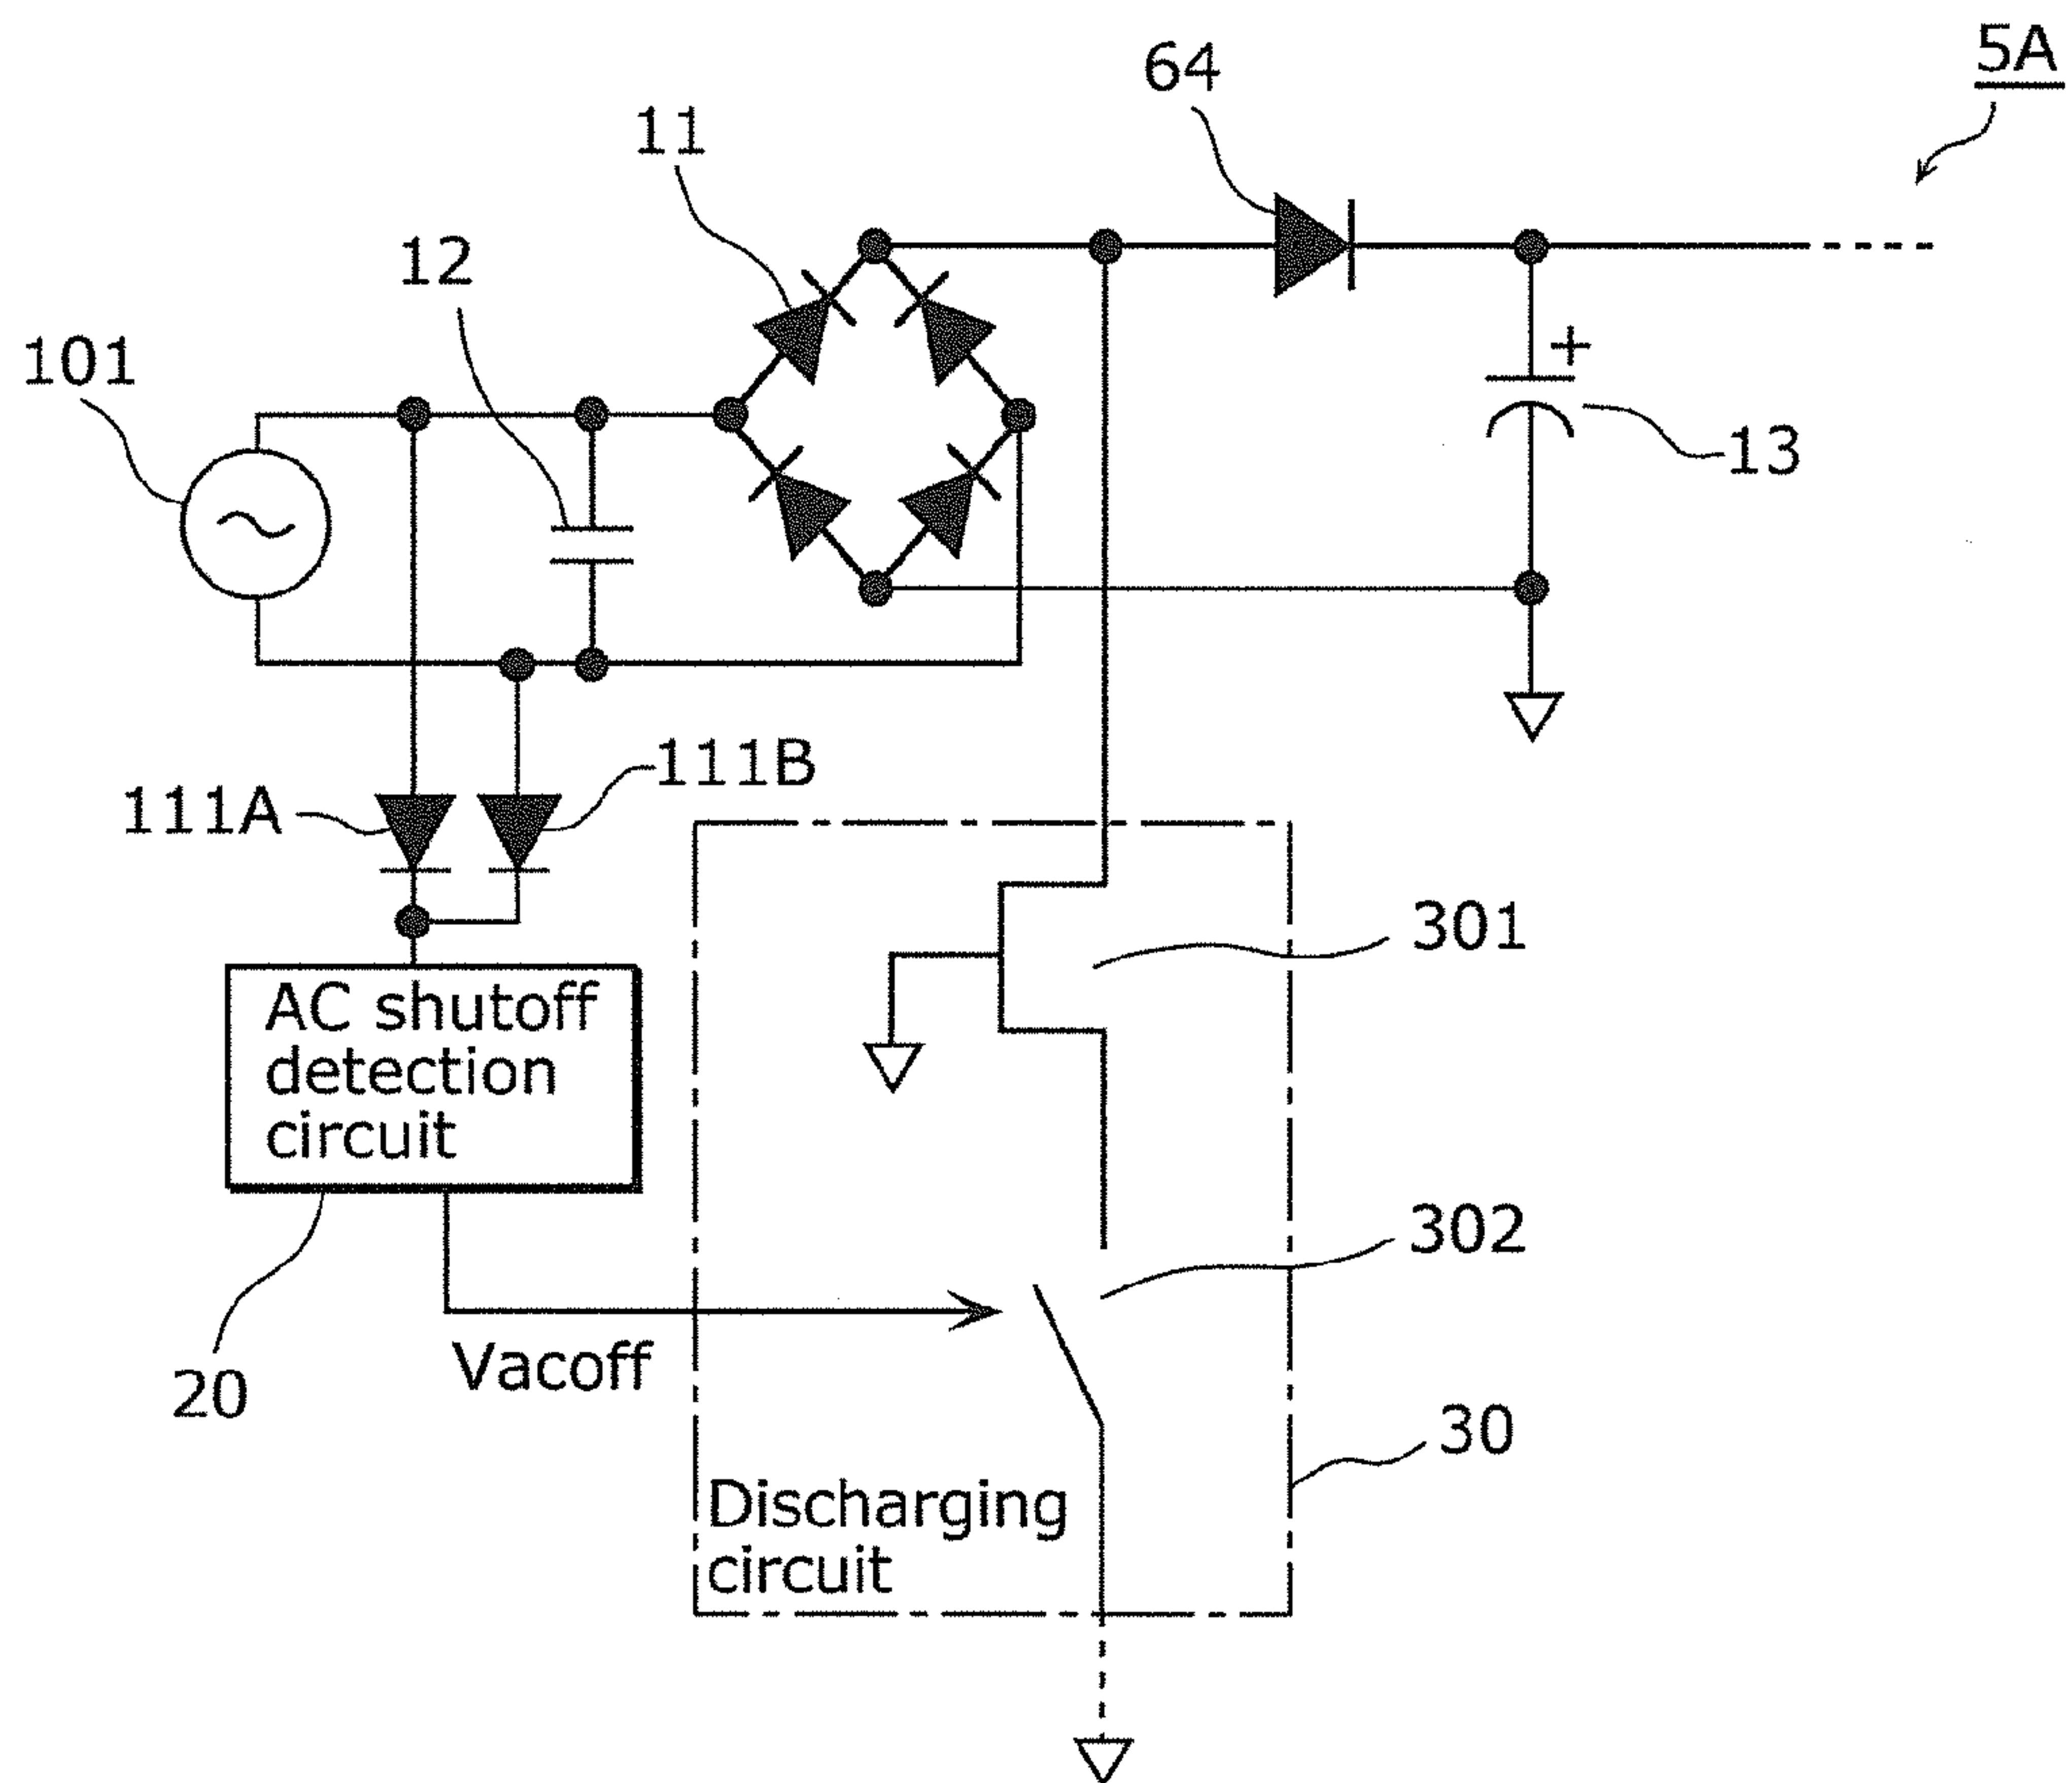 5A
64
11
12
101
+
13
111B
111A
AC shutoff
detection
circuit
301
302
Vacoff
20
30
Discharging
circuit